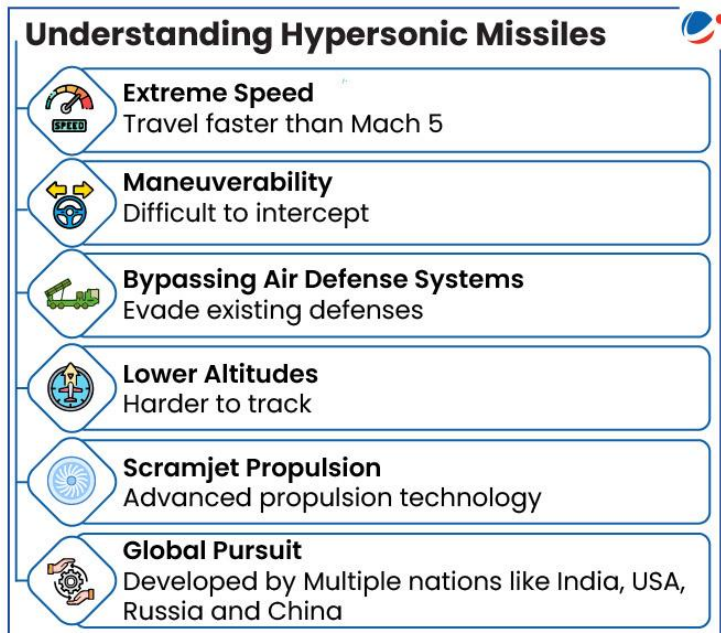 Understanding Hypersonic Missiles
Extreme Speed
Travel faster than Mach 5
SPEED
Maneuverability
Difficult to intercept
Bypassing Air Defense Systems
Evade existing defenses
Lower Altitudes
Harder to track
Scramjet Propulsion
Advanced propulsion technology
Global Pursuit
Developed by Multiple nations like India, USA,
Russia and China